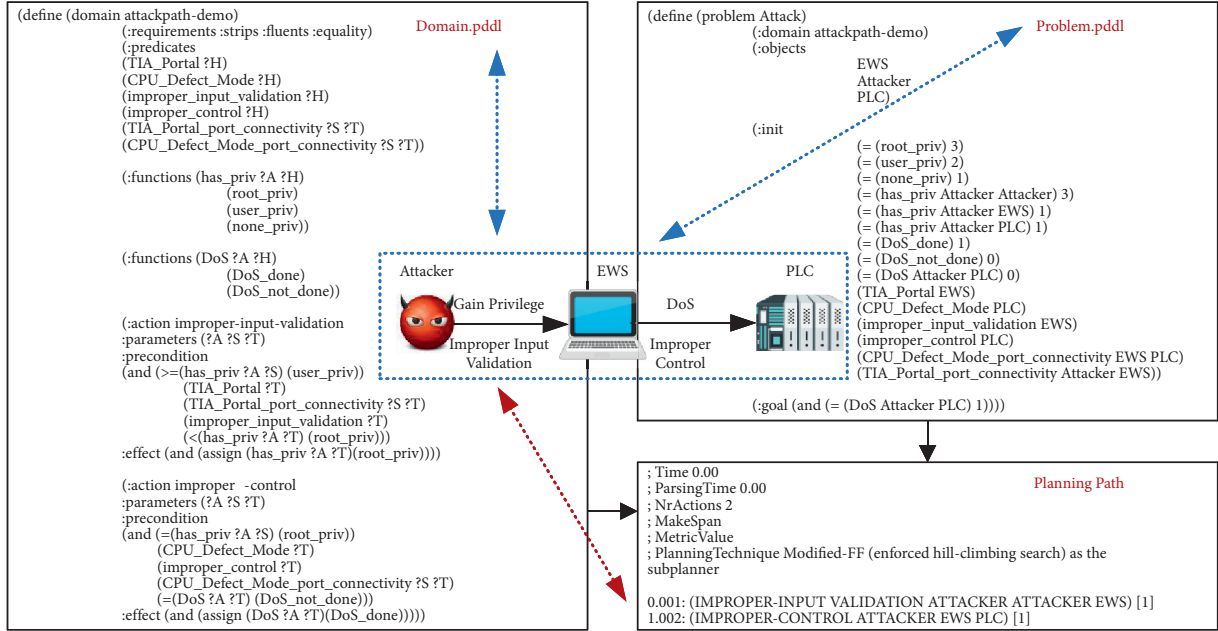 (define (domain attackpath-demo)
(:requirements :strips :fluents :equality)
(:predicates
(TIA_Portal ?H)
(CPU_Defect_Mode ?H)
(improper_input_validation ?H)
(improper_control ?H)
(TIA_Portal_port_connectivity ?S ?T)
(CPU_Defect_Mode_port_connectivity ?S ?T))
(:functions (has_priv ?A ?H)
(root_priv)
(user_priv)
(none_priv))
(:functions (DoS ?A ?H)
(DoS_done)
(DoS_not_done))
(:action improper-input-validation
:parameters (?A ?S ?T)
:precondition
(and (>=(has_priv ?A ?S) (user_priv))
(TIA_Portal ?T)
(TIA_Portal_port_connectivity ?S ?T)
(improper_input_validation ?T)
(<(has_priv ?A ?T) (root_priv)))
:effect (and (assign (has_priv ?A ?T)(root_priv))))
(:action improper -control
:parameters (?A ?S ?T)
:precondition
(and (=(has_priv ?A ?S) (root_priv))
(CPU_Defect_Mode ?T)
(improper_control ?T)
(CPU_Defect_Mode_port_connectivity ?S ?T)
(=(DoS ?A ?T) (DoS_not_done)))
:effect (and (assign (DoS ?A ?T)(DoS_done)))))
Domain.pddl
(define (problem Attack)
(:domain attackpath-demo)
(:objects
EWS
Attacker
PLC)
(:init
(= (root_priv) 3)
(= (user_priv) 2)
(= (none_priv) 1)
(= (has_priv Attacker Attacker) 3)
(= (has_priv Attacker EWS) 1)
(= (has_priv Attacker PLC) 1)
(= (DoS_done) 1)
(= (DoS_not_done) 0)
(= (DoS Attacker PLC) 0)
(TIA_Portal EWS)
(CPU_Defect_Mode PLC)
(improper_input_validation EWS)
(improper_control PLC)
(CPU_Defect_Mode_port_connectivity EWS PLC)
(TIA_Portal_port_connectivity Attacker EWS))
(:goal (and (= (DoS Attacker PLC) 1))))
Problem.pddl
Attacker
EWS
PLC
Gain Privilege
DoS
Improper Input
Validation
Improper
Control
; Time 0.00
; ParsingTime 0.00
; NrActions 2
; MakeSpan
; MetricValue
; PlanningTechnique Modified-FF (enforced hill-climbing search) as the
subplanner
0.001: (IMPROPER-INPUT VALIDATION ATTACKER ATTACKER EWS) [1]
1.002: (IMPROPER-CONTROL ATTACKER EWS PLC) [1]
Planning Path